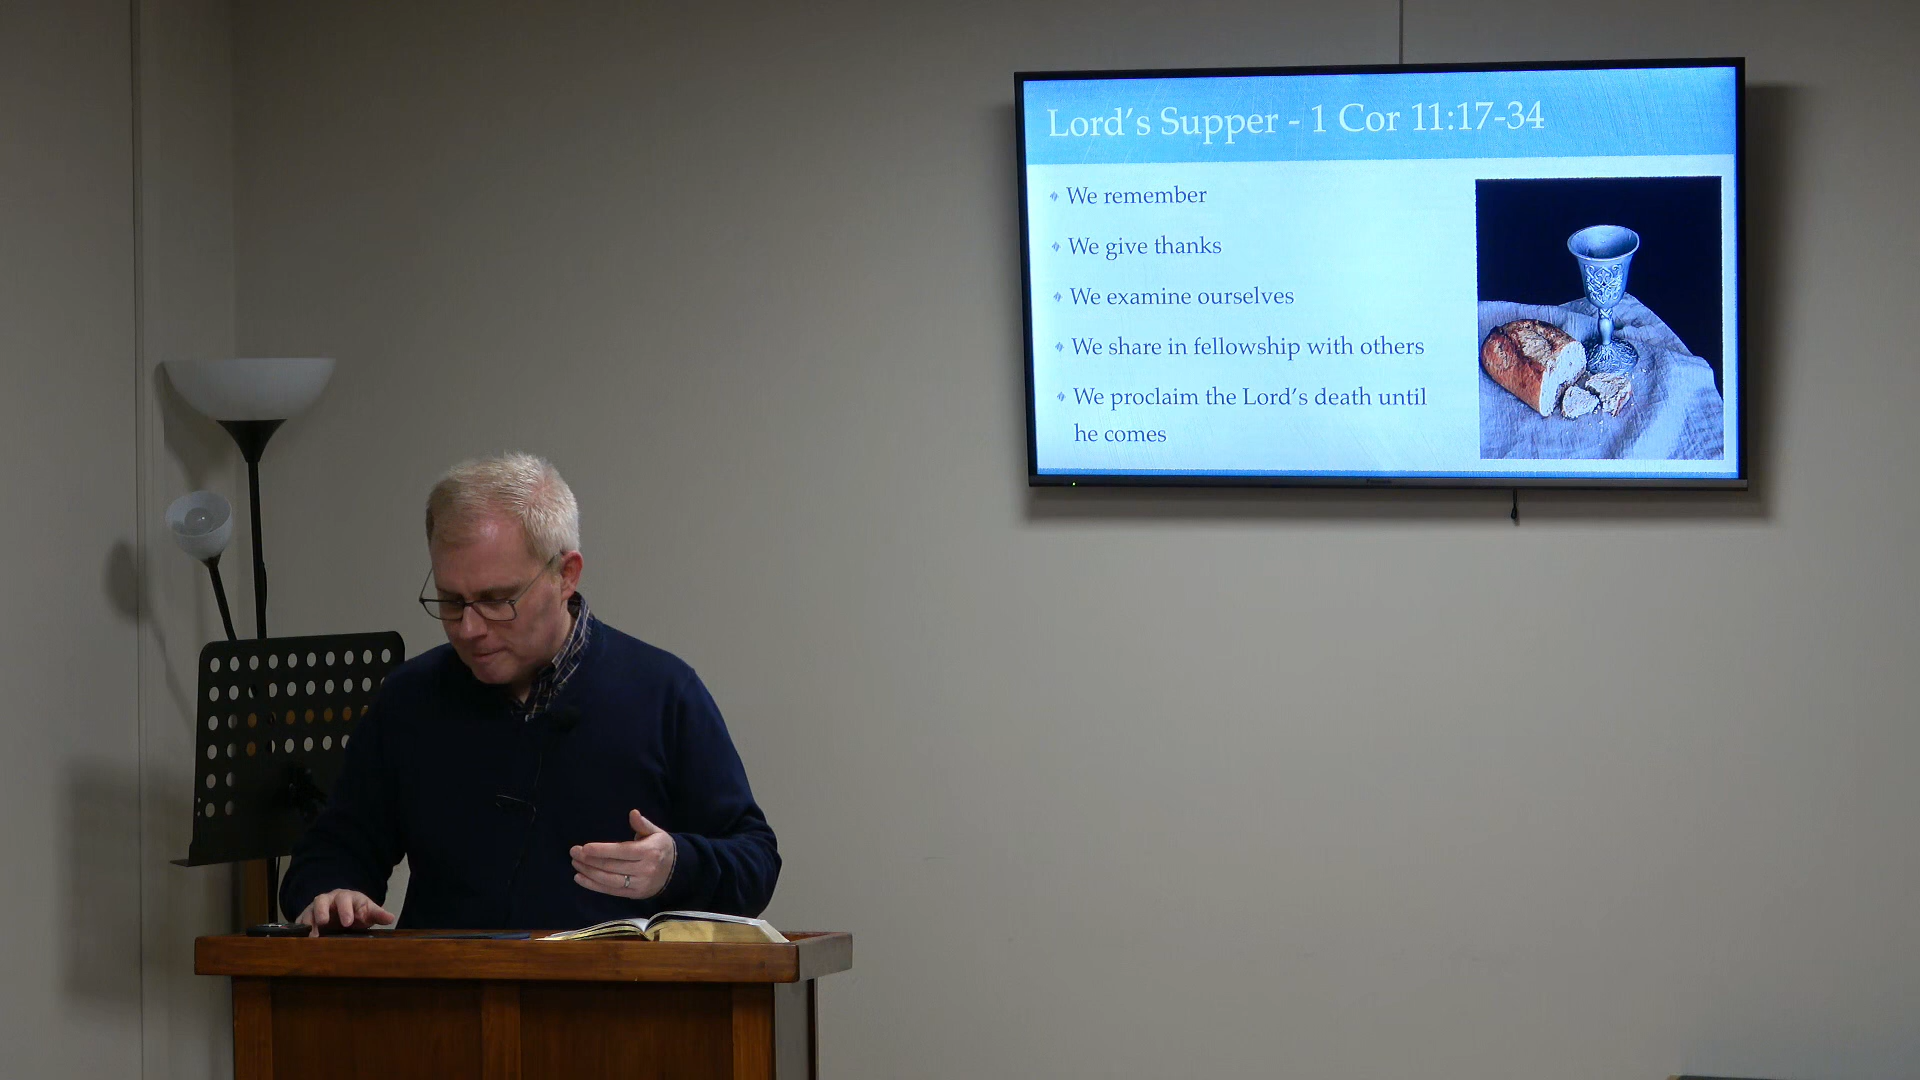 Lord's Supper - 1 Cor 11:17-34
We remember
We give thanks
We examine ourselves
We share in fellowship with others
We proclaim the Lord's death until
he comes
Panasonic